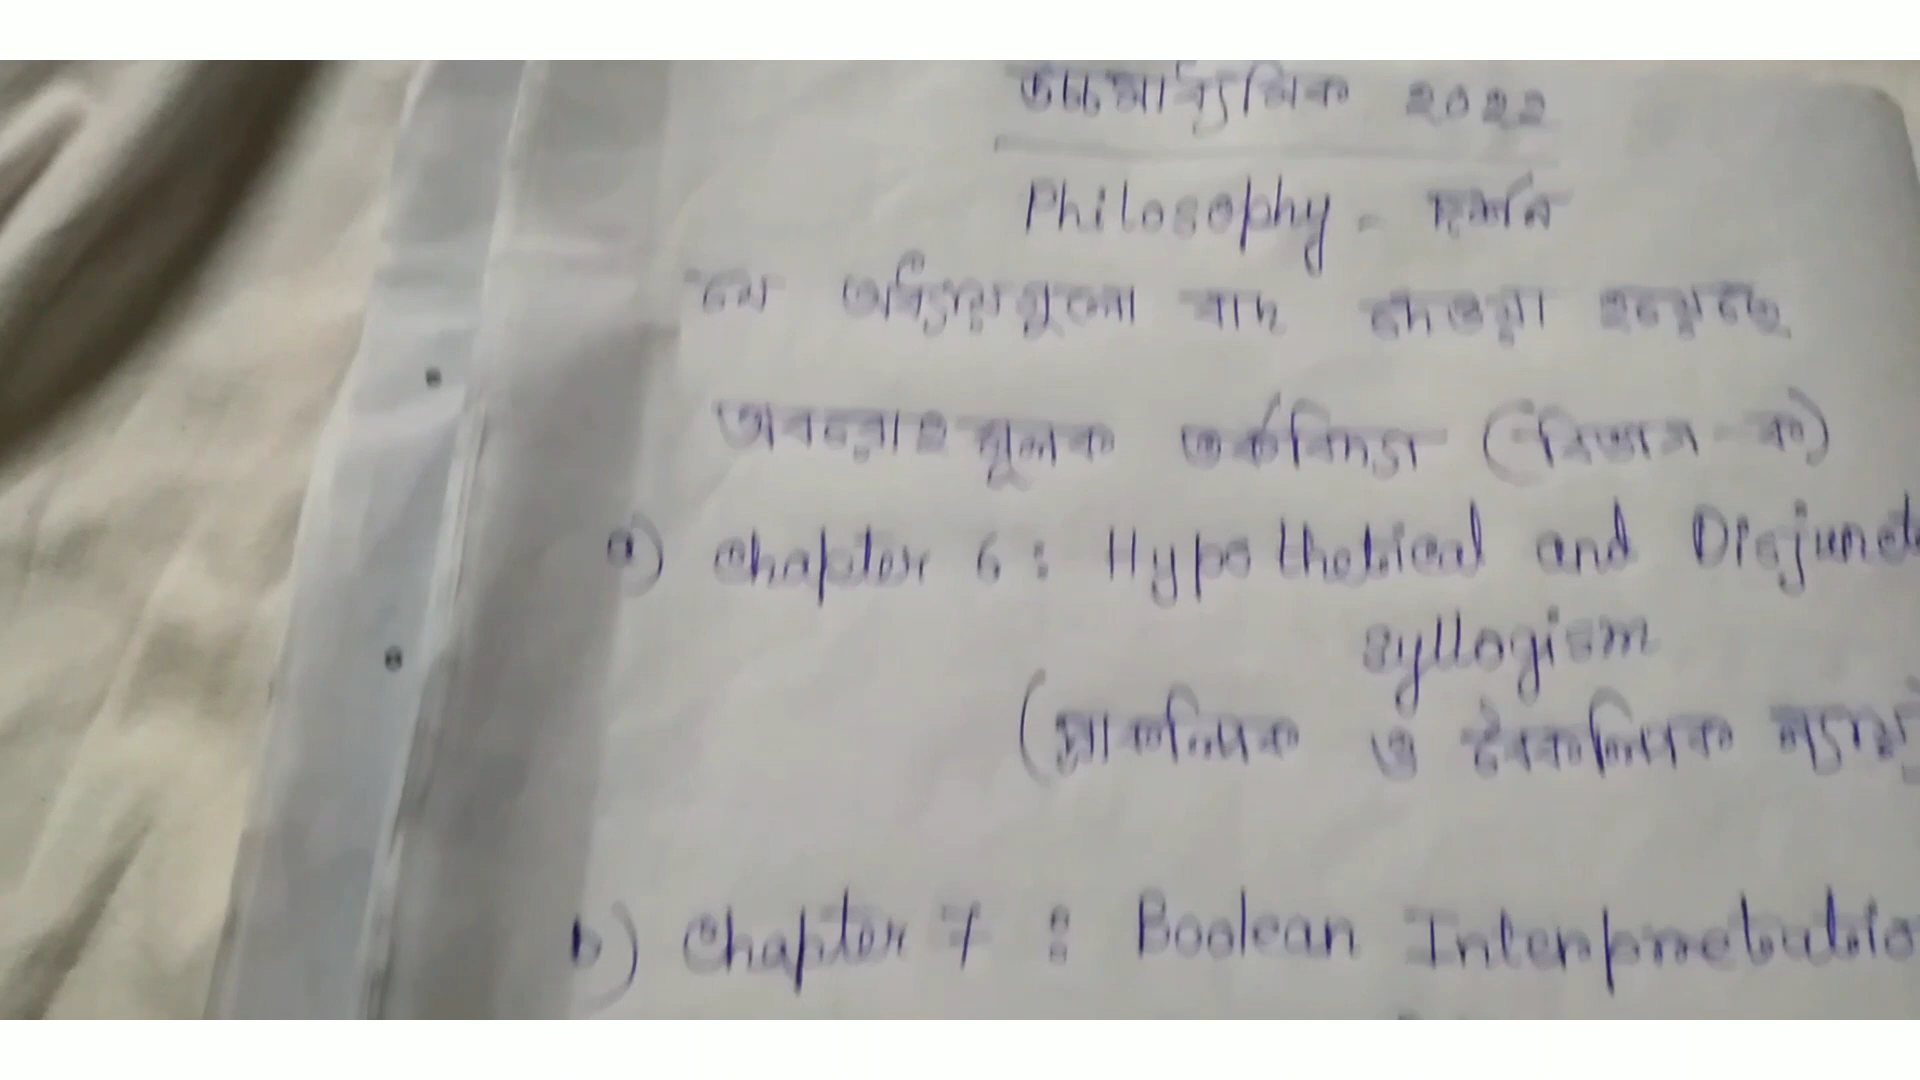 উচ্চমাধ্যমিক ২০২২
Philosophy - দর্শন
যে অধ্যায়গুলো বাদ দেওয়া হয়েছে
অবরোহমূলক তর্কবিদ্যা (বিভাগ-ক)
a) Chapter 6 : Hypothetical and Disjunct
syllogism
(প্রাকল্পিক ও বৈকল্পিক ন্যায়)
b) Chapter 7 : Boolean Interpretatio